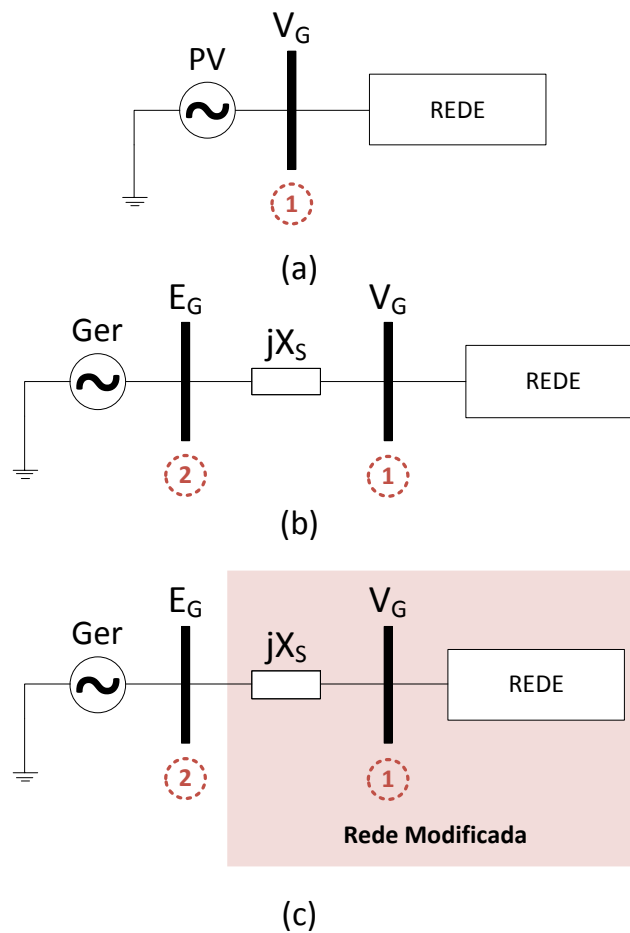 V_G
PV
REDE
1
(a)
E_G
V_G
Ger
jX_S
REDE
2
1
(b)
E_G
V_G
Ger
jX_S
REDE
2
1
Rede Modificada
(c)